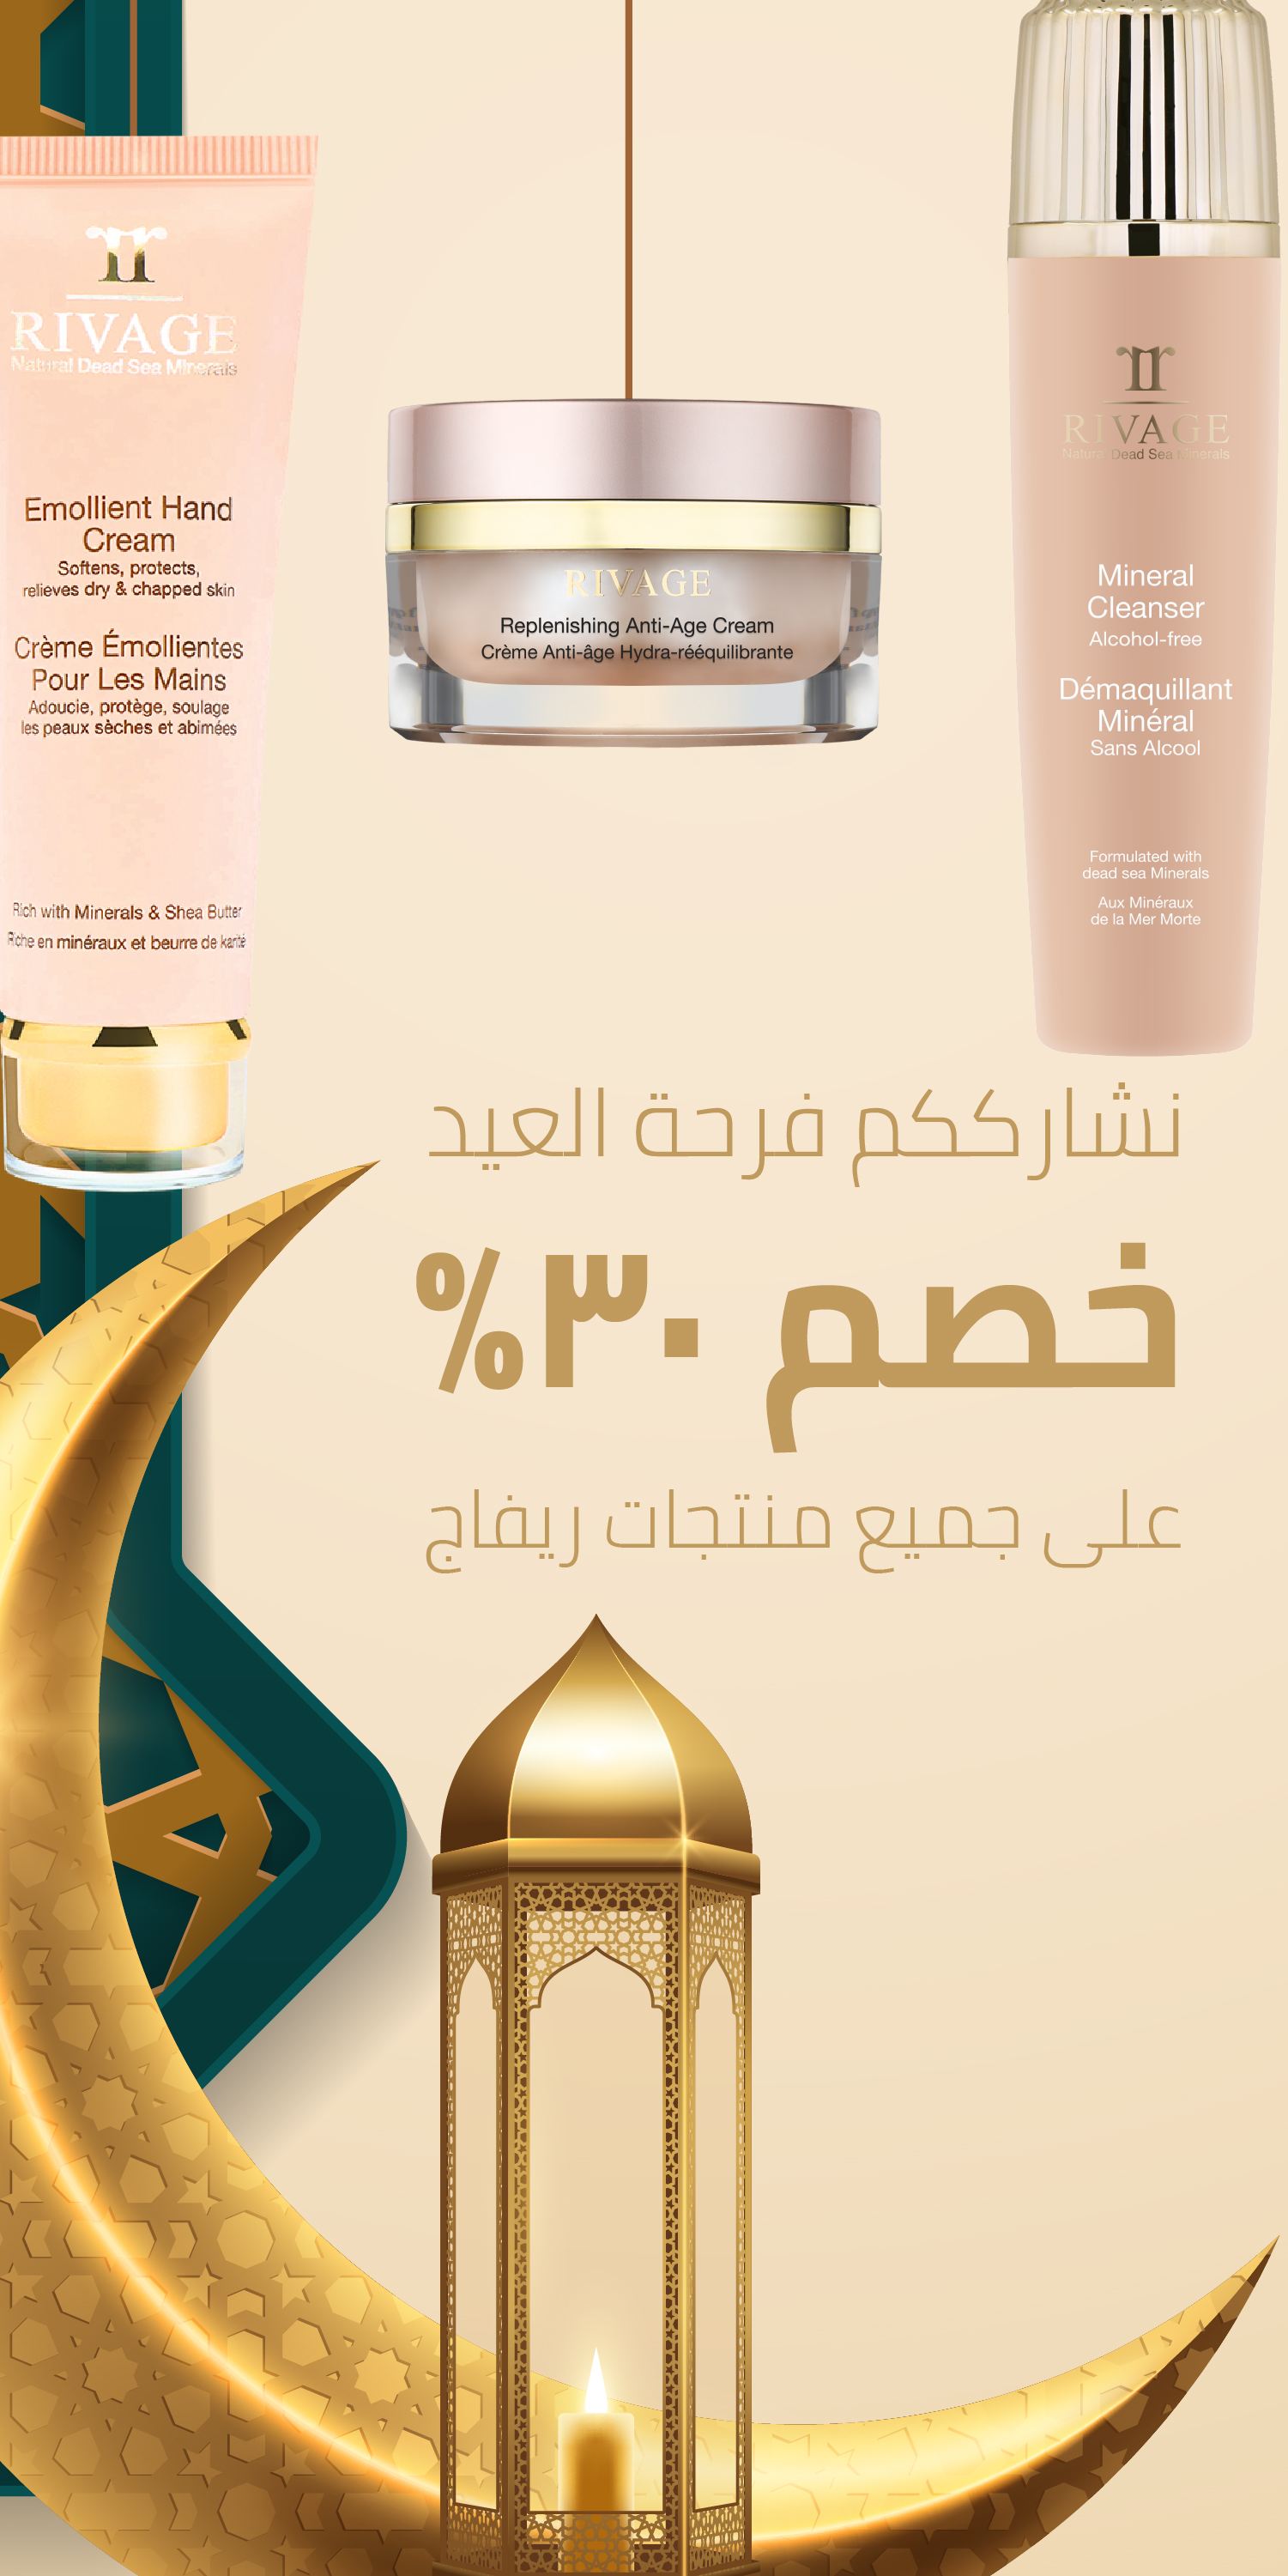 RIVAGE
Natural Dead Sea Minerals
Emollient Hand
Cream
Softens, protects,
relieves dry & chapped skin
Crème Émollientes
Pour Les Mains
Adoucie, protège, soulage
les peaux sèches et abimées
Rich with Minerals & Shea Butter
Riche en minéraux et beurre de karité
RIVAGE
Replenishing Anti-Age Cream
Crème Anti-âge Hydra-rééquilibrante
RIVAGE
Natural Dead Sea Minerals
Mineral
Cleanser
Alcohol-free
Démaquillant
Minéral
Sans Alcool
Formulated with
dead sea Minerals
Aux Minéraux
de la Mer Morte
نشارككم فرحة العيد
خصم ٣٠%
على جميع منتجات ريفاج